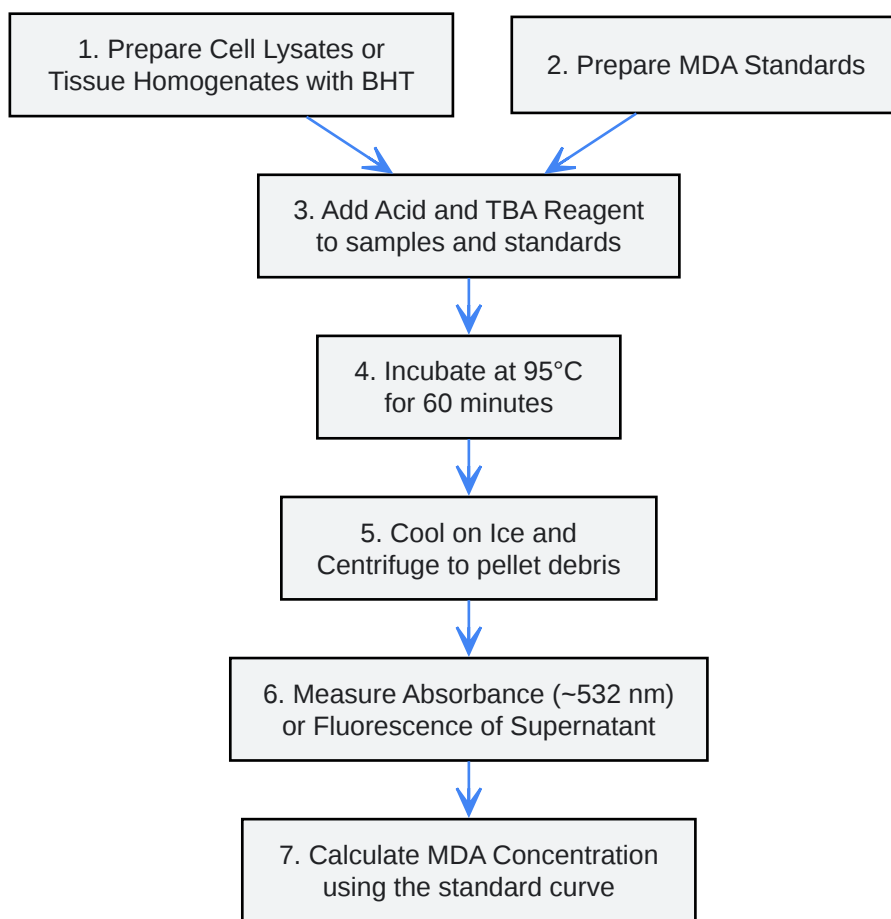 1. Prepare Cell Lysates or
Tissue Homogenates with BHT
2. Prepare MDA Standards
3. Add Acid and TBA Reagent
to samples and standards
4. Incubate at 95°C
for 60 minutes
5. Cool on Ice and
Centrifuge to pellet debris
6. Measure Absorbance (~532 nm)
or Fluorescence of Supernatant
7. Calculate MDA Concentration
using the standard curve